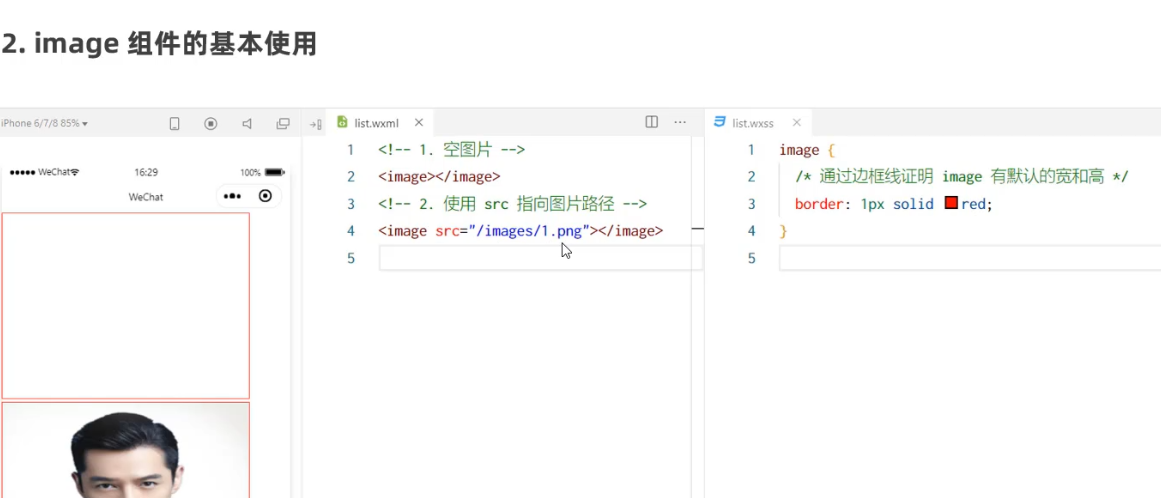 2. image 组件的基本使用
iPhone 6/7/8 85%
list.wxml
list.wxss
WeChat 16:29 100%
WeChat
1 <!-- 1. 空图片 -->
2 <image></image>
3 <!-- 2. 使用 src 指向图片路径 -->
4 <image src="/images/1.png"></image>
5
1 image {
2 /* 通过边框线证明 image 有默认的宽和高 */
3 border: 1px solid red;
4 }
5